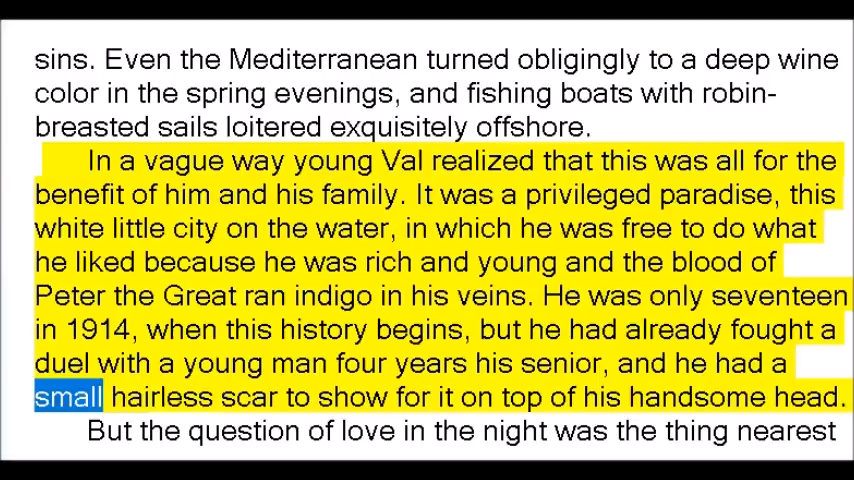 sins. Even the Mediterranean turned obligingly to a deep wine
color in the spring evenings, and fishing boats with robin-
breasted sails loitered exquisitely offshore.
In a vague way young Val realized that this was all for the
benefit of him and his family. It was a privileged paradise, this
white little city on the water, in which he was free to do what
he liked because he was rich and young and the blood of
Peter the Great ran indigo in his veins. He was only seventeen
in 1914, when this history begins, but he had already fought a
duel with a young man four years his senior, and he had a
small hairless scar to show for it on top of his handsome head.
But the question of love in the night was the thing nearest